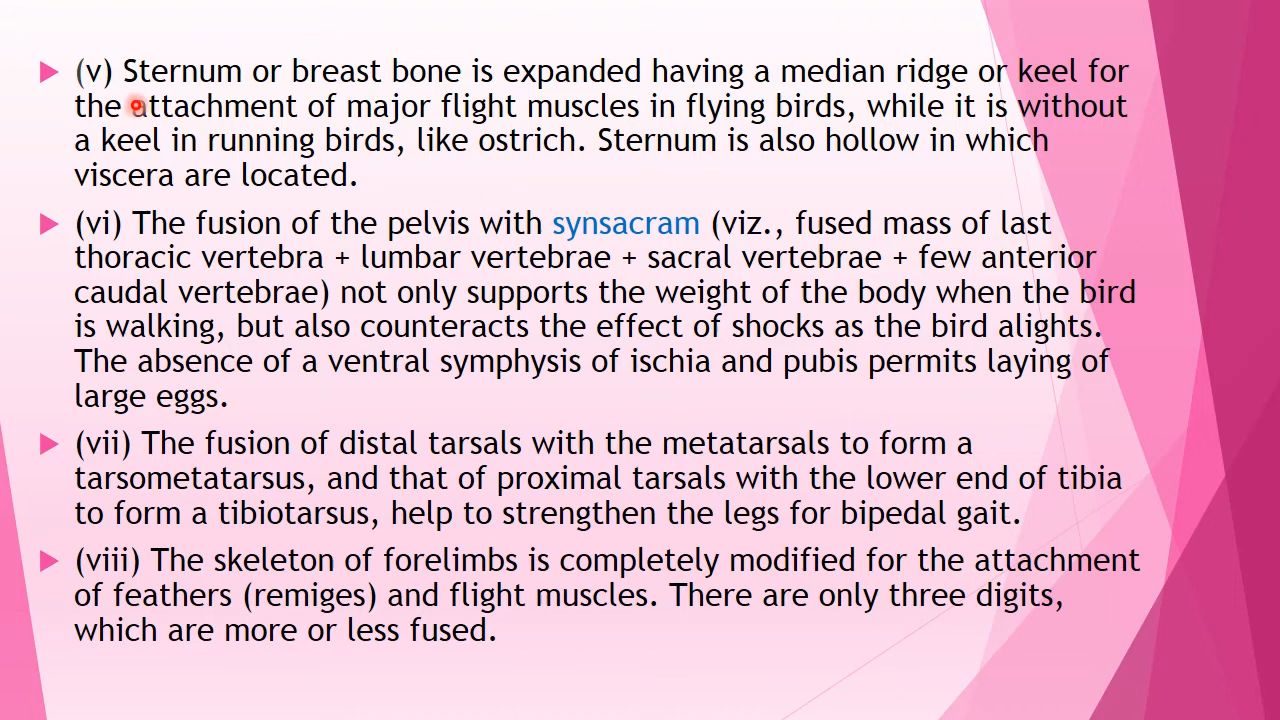 (v) Sternum or breast bone is expanded having a median ridge or keel for
the attachment of major flight muscles in flying birds, while it is without
a keel in running birds, like ostrich. Sternum is also hollow in which
viscera are located.
(vi) The fusion of the pelvis with synsacram (viz., fused mass of last
thoracic vertebra + lumbar vertebrae + sacral vertebrae + few anterior
caudal vertebrae) not only supports the weight of the body when the bird
is walking, but also counteracts the effect of shocks as the bird alights.
The absence of a ventral symphysis of ischia and pubis permits laying of
large eggs.
(vii) The fusion of distal tarsals with the metatarsals to form a
tarsometatarsus, and that of proximal tarsals with the lower end of tibia
to form a tibiotarsus, help to strengthen the legs for bipedal gait.
(viii) The skeleton of forelimbs is completely modified for the attachment
of feathers (remiges) and flight muscles. There are only three digits,
which are more or less fused.